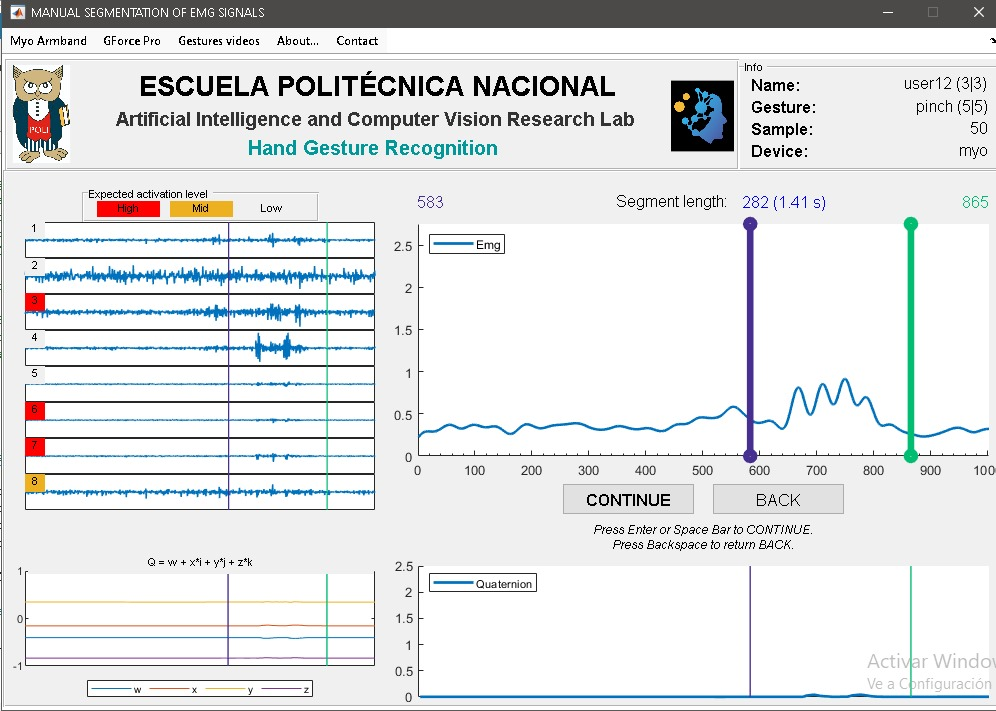 MANUAL SEGMENTATION OF EMG SIGNALS
Myo Armband GForce Pro Gestures videos About... Contact
POLI
ESCUELA POLITÉCNICA NACIONAL
Artificial Intelligence and Computer Vision Research Lab
Hand Gesture Recognition
Info
Name: user12 (3|3)
Gesture: pinch (5|5)
Sample: 50
Device: myo
Expected activation level
High Mid Low
1
2
3
4
5
6
7
8
583 Segment length: 282 (1.41 s) 865
Emg
2.5
2
1.5
1
0.5
0
0 100 200 300 400 500 600 700 800 900 100
CONTINUE BACK
Press Enter or Space Bar to CONTINUE.
Press Backspace to return BACK.
Q = w + x*i + y*j + z*k
1
0
-1
w x y z
Quaternion
2.5
2
1.5
1
0.5
0
Activar Window
Ve a Configuración